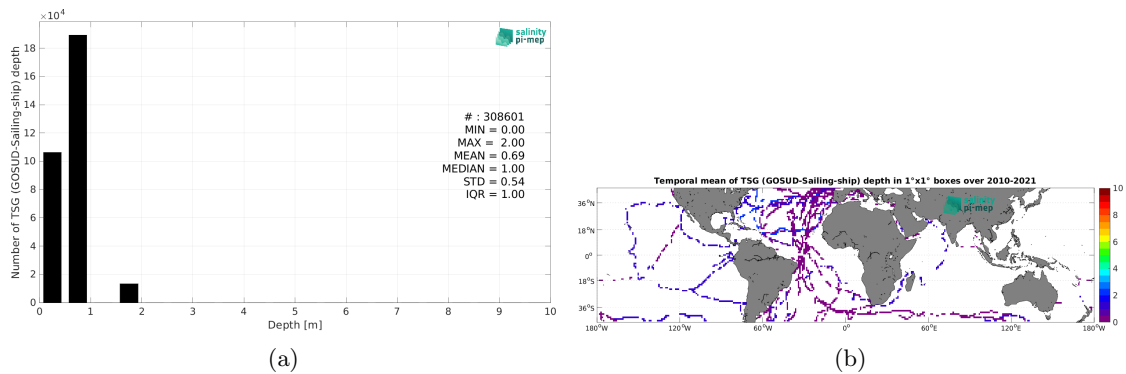 ×10⁴
18
16
14
12
10
8
6
4
2
0
Number of TSG (GOSUD-Sailing-ship) depth
salinity
pi-mep
# : 308601
MIN = 0.00
MAX = 2.00
MEAN = 0.69
MEDIAN = 1.00
STD = 0.54
IQR = 1.00
0 1 2 3 4 5 6 7 8 9 10
Depth [m]
(a)
Temporal mean of TSG (GOSUD-Sailing-ship) depth in 1°x1° boxes over 2010-2021
salinity
pi-mep
36°N
18°N
0°
18°S
36°S
180°W 120°W 60°W 0° 60°E 120°E 180°W
10
8
6
4
2
0
(b)